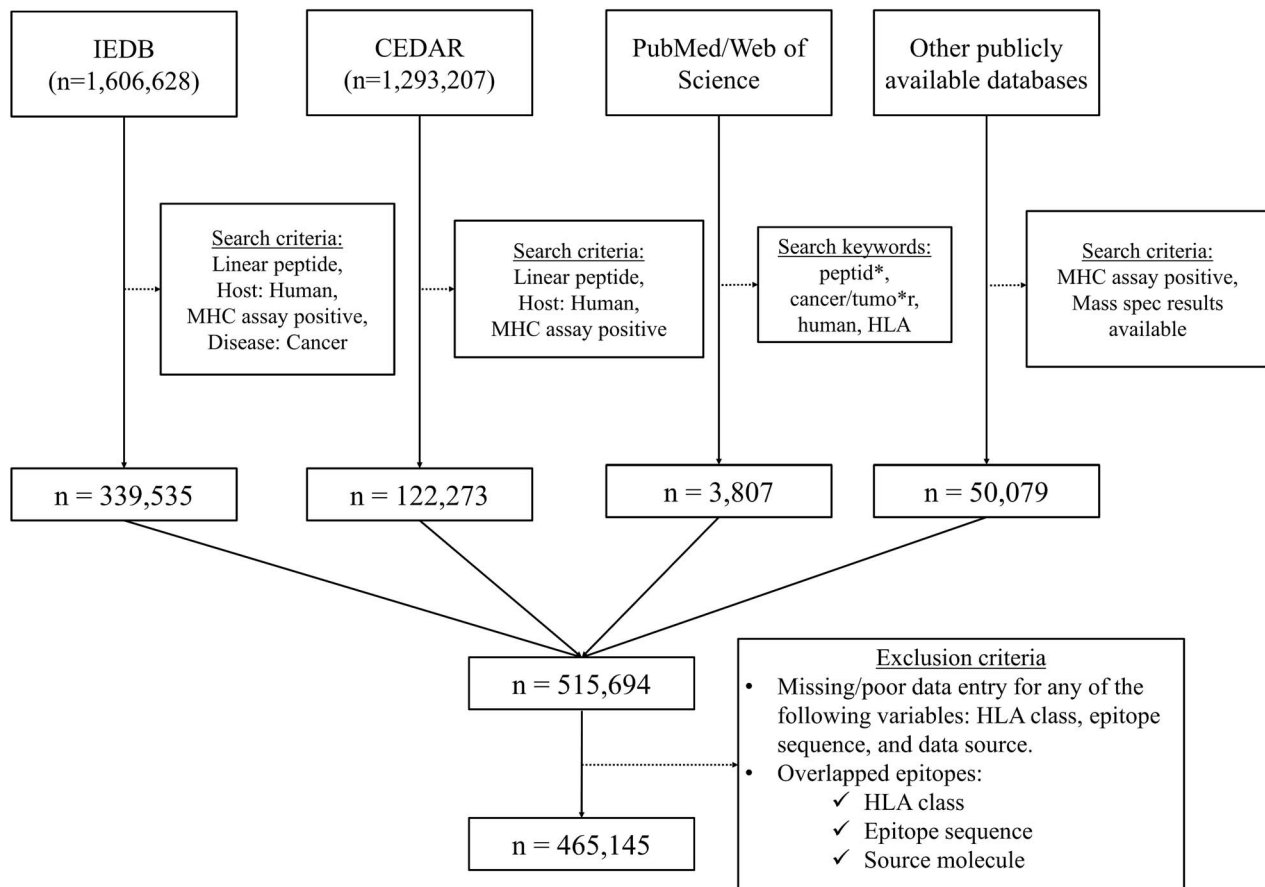 IEDB
(n=1,606,628)
CEDAR
(n=1,293,207)
PubMed/Web of
Science
Other publicly
available databases
Search criteria:
Linear peptide,
Host: Human,
MHC assay positive,
Disease: Cancer
Search criteria:
Linear peptide,
Host: Human,
MHC assay positive
Search keywords:
peptid*,
cancer/tumo*r,
human, HLA
Search criteria:
MHC assay positive,
Mass spec results
available
n = 339,535
n = 122,273
n = 3,807
n = 50,079
n = 515,694
Exclusion criteria
• Missing/poor data entry for any of the
following variables: HLA class, epitope
sequence, and data source.
• Overlapped epitopes:
✓ HLA class
✓ Epitope sequence
✓ Source molecule
n = 465,145